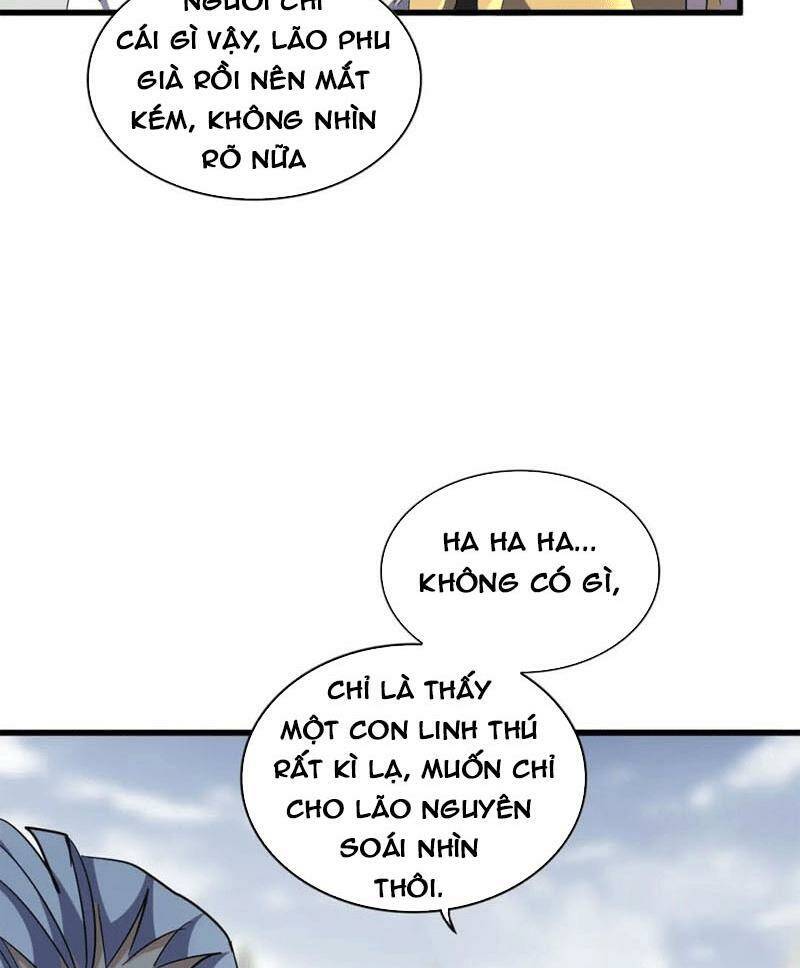 NGƯƠI CHỈ
CÁI GÌ VẬY, LÃO PHU
GIÀ RỒI NÊN MẮT
KÉM, KHÔNG NHÌN
RÕ NỮA
HA HA HA...
KHÔNG CÓ GÌ,
CHỈ LÀ THẤY
MỘT CON LINH THÚ
RẤT KÌ LẠ, MUỐN CHỈ
CHO LÃO NGUYÊN
SOÁI NHÌN
THÔI.